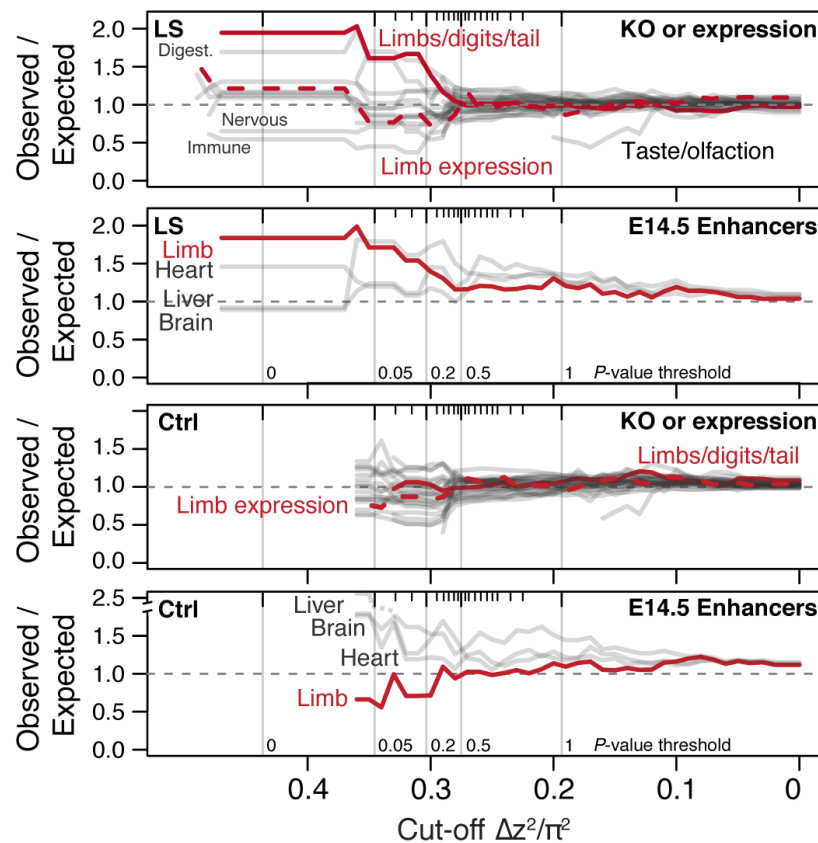 LS
KO or expression
2.0
1.5
1.0
0.5
0.0
Observed /
Expected
Digest.
Limbs/digits/tail
Nervous
Immune
Limb expression
Taste/olfaction
LS
E14.5 Enhancers
2.0
1.5
1.0
0.5
0.0
Observed /
Expected
Limb
Heart
Liver
Brain
0
0.05
0.2
0.5
1
P-value threshold
Ctrl
KO or expression
1.5
1.0
0.5
0.0
Observed /
Expected
Limbs/digits/tail
Limb expression
Ctrl
E14.5 Enhancers
2.5
1.5
1.0
0.5
0.0
Observed /
Expected
Liver
Brain
Heart
Limb
0
0.05
0.2
0.5
1
P-value threshold
0.4
0.3
0.2
0.1
0
Cut-off Δz²/π²